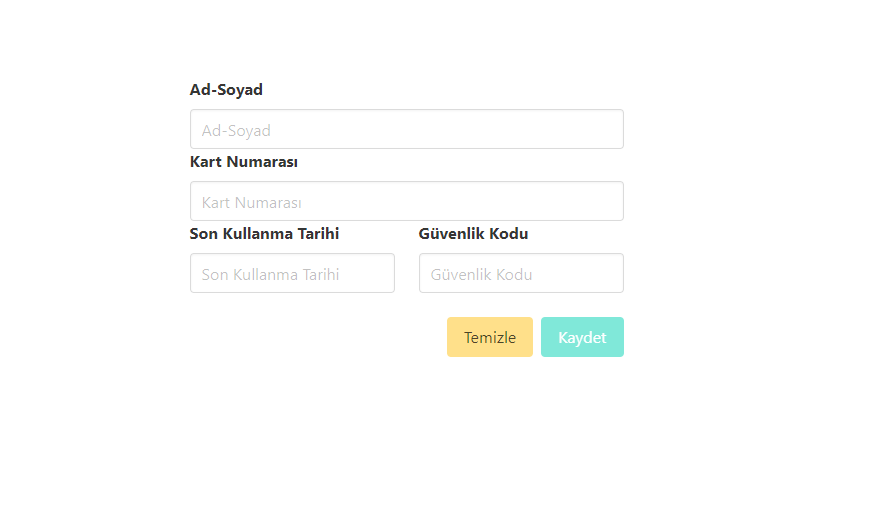 Ad-Soyad
Ad-Soyad
Kart Numarası
Kart Numarası
Son Kullanma Tarihi Güvenlik Kodu
Son Kullanma Tarihi Güvenlik Kodu
Temizle Kaydet